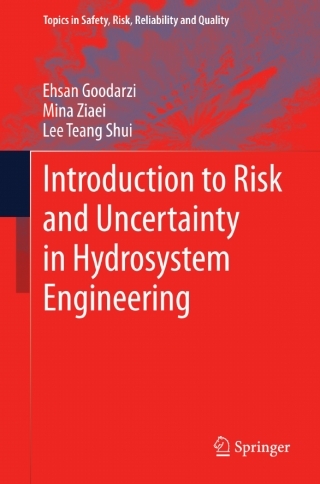 Topics in Safety, Risk, Reliability and Quality
Ehsan Goodarzi
Mina Ziaei
Lee Teang Shui
Introduction to Risk
and Uncertainty
in Hydrosystem
Engineering
Springer